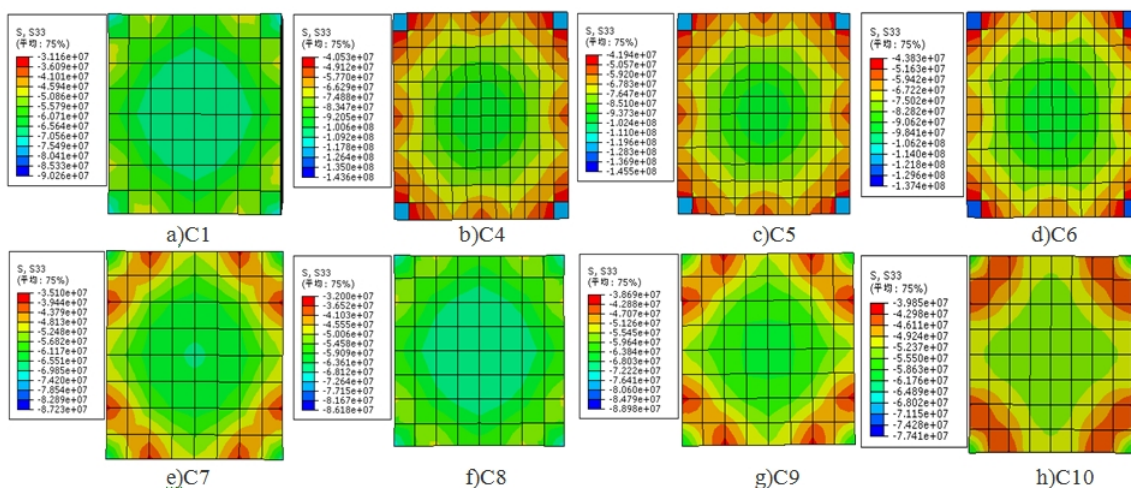 S, S33
(平均: 75%)
-3.116e+07
-3.609e+07
-4.101e+07
-4.594e+07
-5.086e+07
-5.579e+07
-6.071e+07
-6.564e+07
-7.056e+07
-7.549e+07
-8.041e+07
-8.533e+07
-9.026e+07
a)C1
S, S33
(平均: 75%)
-4.053e+07
-4.912e+07
-5.770e+07
-6.629e+07
-7.488e+07
-8.347e+07
-9.205e+07
-1.006e+08
-1.092e+08
-1.178e+08
-1.264e+08
-1.350e+08
-1.436e+08
b)C4
S, S33
(平均: 75%)
-4.194e+07
-5.057e+07
-5.920e+07
-6.783e+07
-7.647e+07
-8.510e+07
-9.373e+07
-1.024e+08
-1.110e+08
-1.196e+08
-1.283e+08
-1.369e+08
-1.455e+08
c)C5
S, S33
(平均: 75%)
-4.383e+07
-5.163e+07
-5.942e+07
-6.722e+07
-7.502e+07
-8.282e+07
-9.062e+07
-9.841e+07
-1.062e+08
-1.140e+08
-1.218e+08
-1.296e+08
-1.374e+08
d)C6
S, S33
(平均: 75%)
-3.510e+07
-3.944e+07
-4.379e+07
-4.813e+07
-5.248e+07
-5.682e+07
-6.117e+07
-6.551e+07
-6.985e+07
-7.420e+07
-7.854e+07
-8.289e+07
-8.723e+07
e)C7
S, S33
(平均: 75%)
-3.200e+07
-3.652e+07
-4.103e+07
-4.555e+07
-5.006e+07
-5.458e+07
-5.909e+07
-6.361e+07
-6.812e+07
-7.264e+07
-7.715e+07
-8.167e+07
-8.618e+07
f)C8
S, S33
(平均: 75%)
-3.869e+07
-4.288e+07
-4.707e+07
-5.126e+07
-5.545e+07
-5.964e+07
-6.384e+07
-6.803e+07
-7.222e+07
-7.641e+07
-8.060e+07
-8.479e+07
-8.898e+07
g)C9
S, S33
(平均: 75%)
-3.985e+07
-4.298e+07
-4.611e+07
-4.924e+07
-5.237e+07
-5.550e+07
-5.863e+07
-6.176e+07
-6.489e+07
-6.802e+07
-7.115e+07
-7.428e+07
-7.741e+07
h)C10